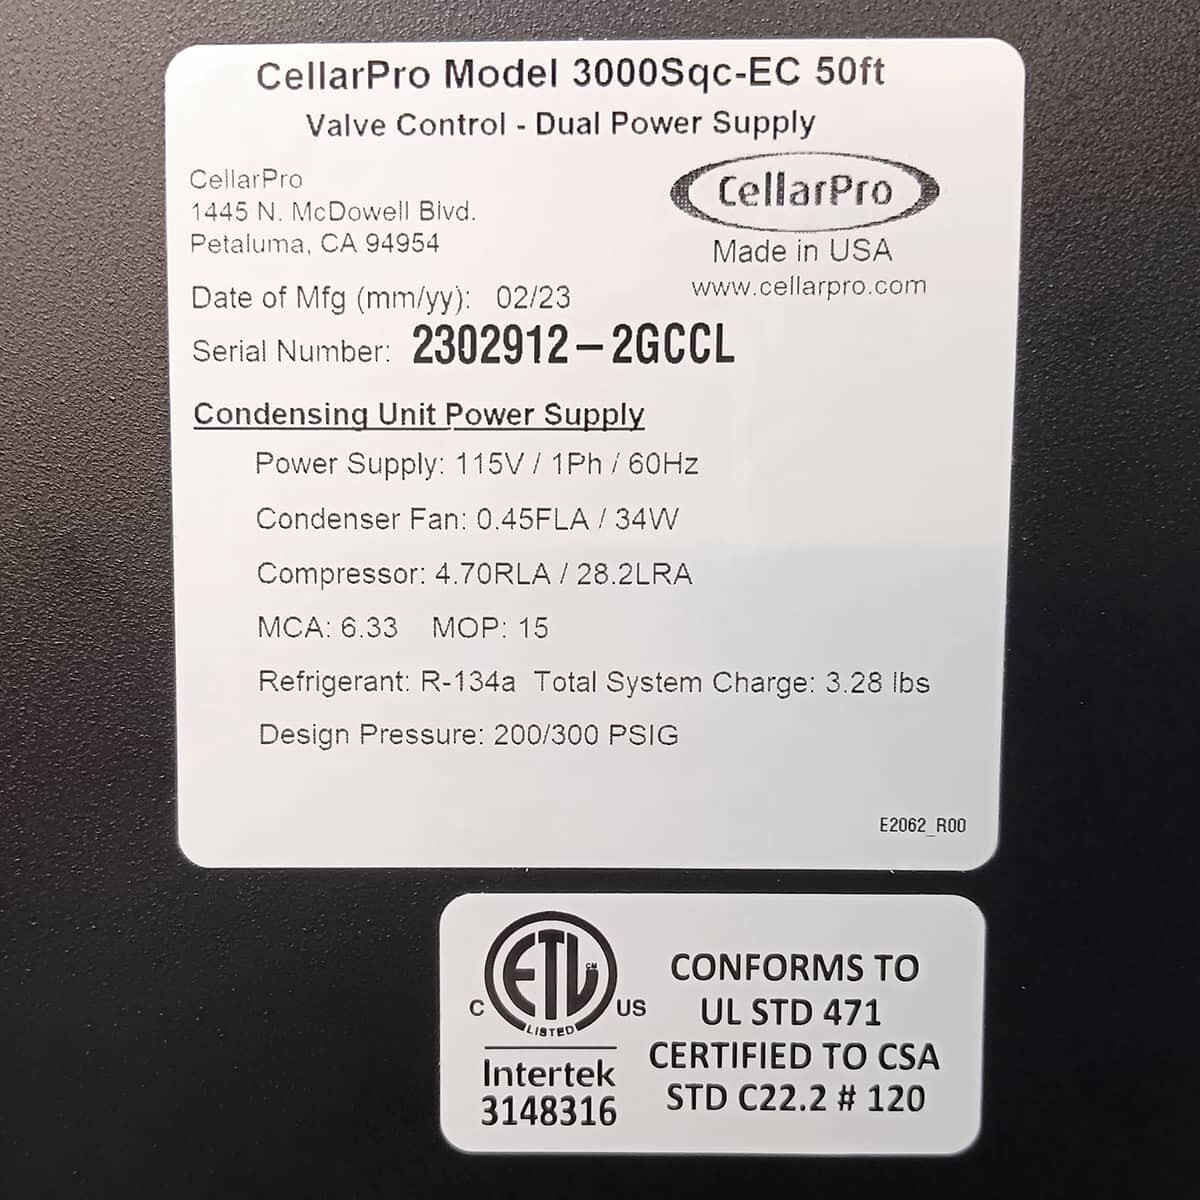 CellarPro Model 3000Sqc-EC 50ft
Valve Control - Dual Power Supply
CellarPro
1445 N. McDowell Blvd.
Petaluma, CA 94954
CellarPro
Made in USA
www.cellarpro.com
Date of Mfg (mm/yy): 02/23
Serial Number: 2302912-2GCCL
Condensing Unit Power Supply
Power Supply: 115V / 1Ph / 60Hz
Condenser Fan: 0.45FLA / 34W
Compressor: 4.70RLA / 28.2LRA
MCA: 6.33 MOP: 15
Refrigerant: R-134a Total System Charge: 3.28 lbs
Design Pressure: 200/300 PSIG
E2062_R00
C ETL CM US
LISTED
Intertek
3148316
CONFORMS TO
UL STD 471
CERTIFIED TO CSA
STD C22.2 # 120